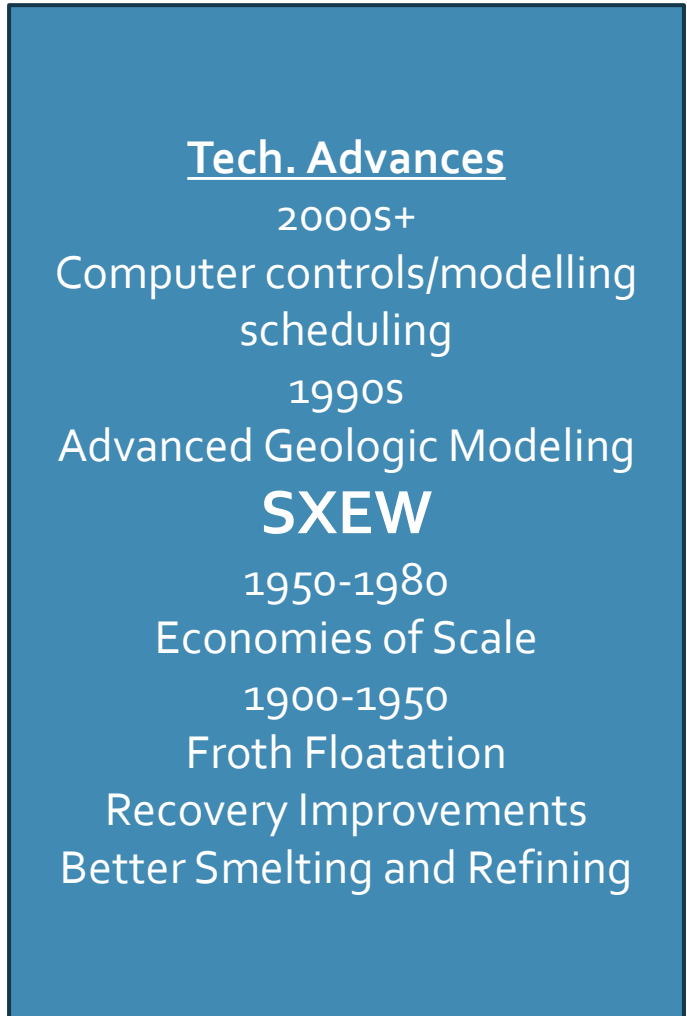 Tech. Advances
2000s+
Computer controls/modelling
scheduling
1990s
Advanced Geologic Modeling
SXEW
1950-1980
Economies of Scale
1900-1950
Froth Floatation
Recovery Improvements
Better Smelting and Refining